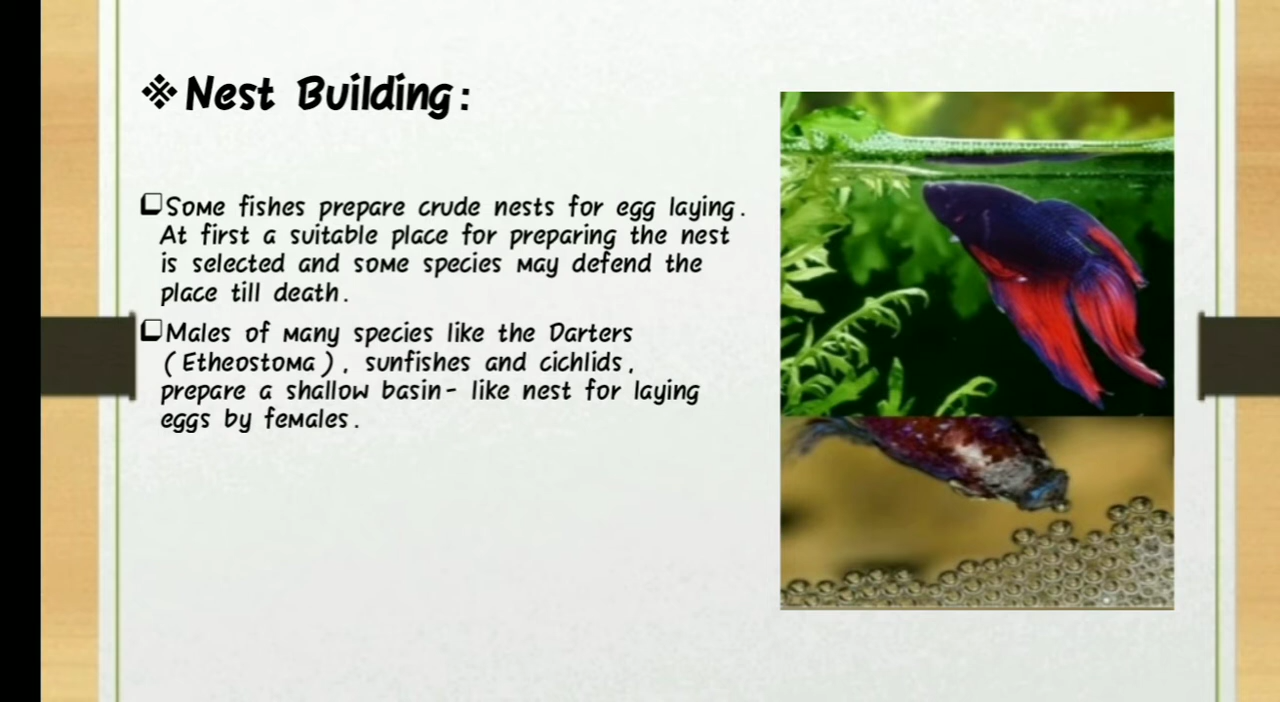 ❖Nest Building:
❑Some fishes prepare crude nests for egg laying.
At first a suitable place for preparing the nest
is selected and some species may defend the
place till death.
❑Males of many species like the Darters
(Etheostoma), sunfishes and cichlids,
prepare a shallow basin- like nest for laying
eggs by females.